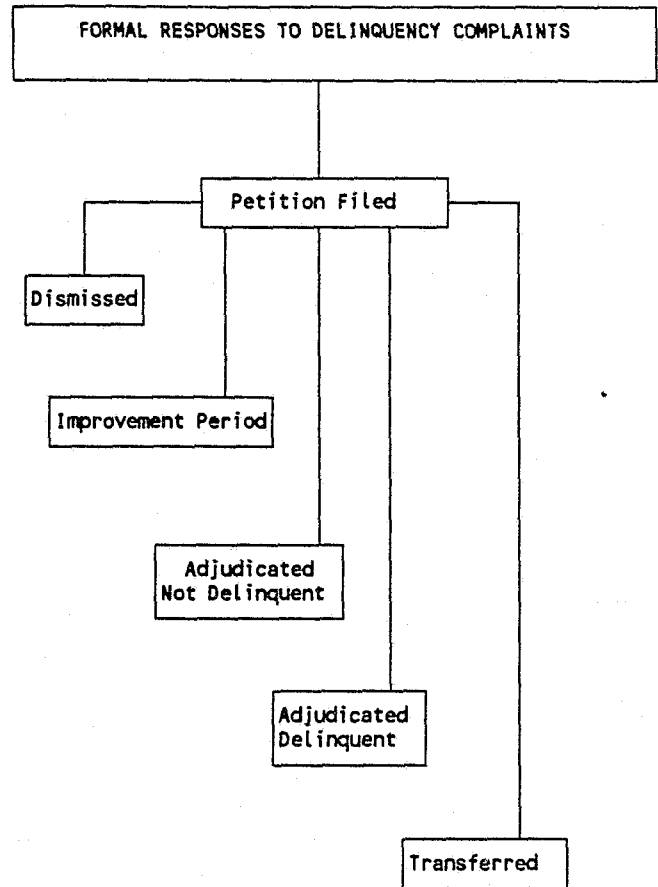 FORMAL RESPONSES TO DELINQUENCY COMPLAINTS
Petition Filed
Dismissed
Improvement Period
Adjudicated
Not Delinquent
Adjudicated
Delinquent
Transferred